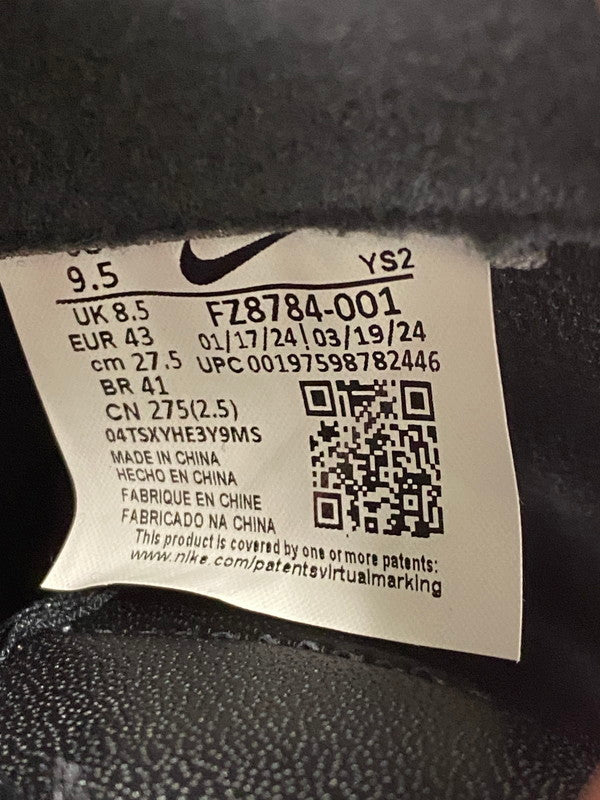 9.5 YS2
UK 8.5 FZ8784-001
EUR 43 01/17/24|03/19/24
cm 27.5 UPC 00197598782446
BR 41
CN 275(2.5)
04TSXYHE3Y9MS
MADE IN CHINA
HECHO EN CHINA
FABRIQUE EN CHINE
FABRICADO NA CHINA
This product is covered by one or more patents:
www.nike.com/patentsvirtualmarking